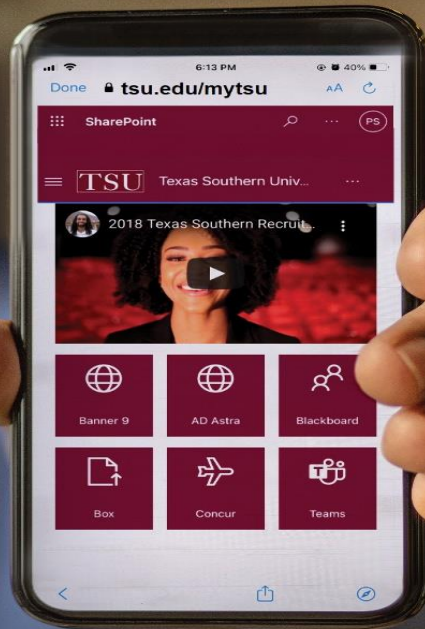 6:13 PM
40%
Done tsu.edu/mytsu AA
SharePoint ... PS
TSU Texas Southern Univ... ...
2018 Texas Southern Recruit...
Banner 9 AD Astra Blackboard
Box Concur Teams